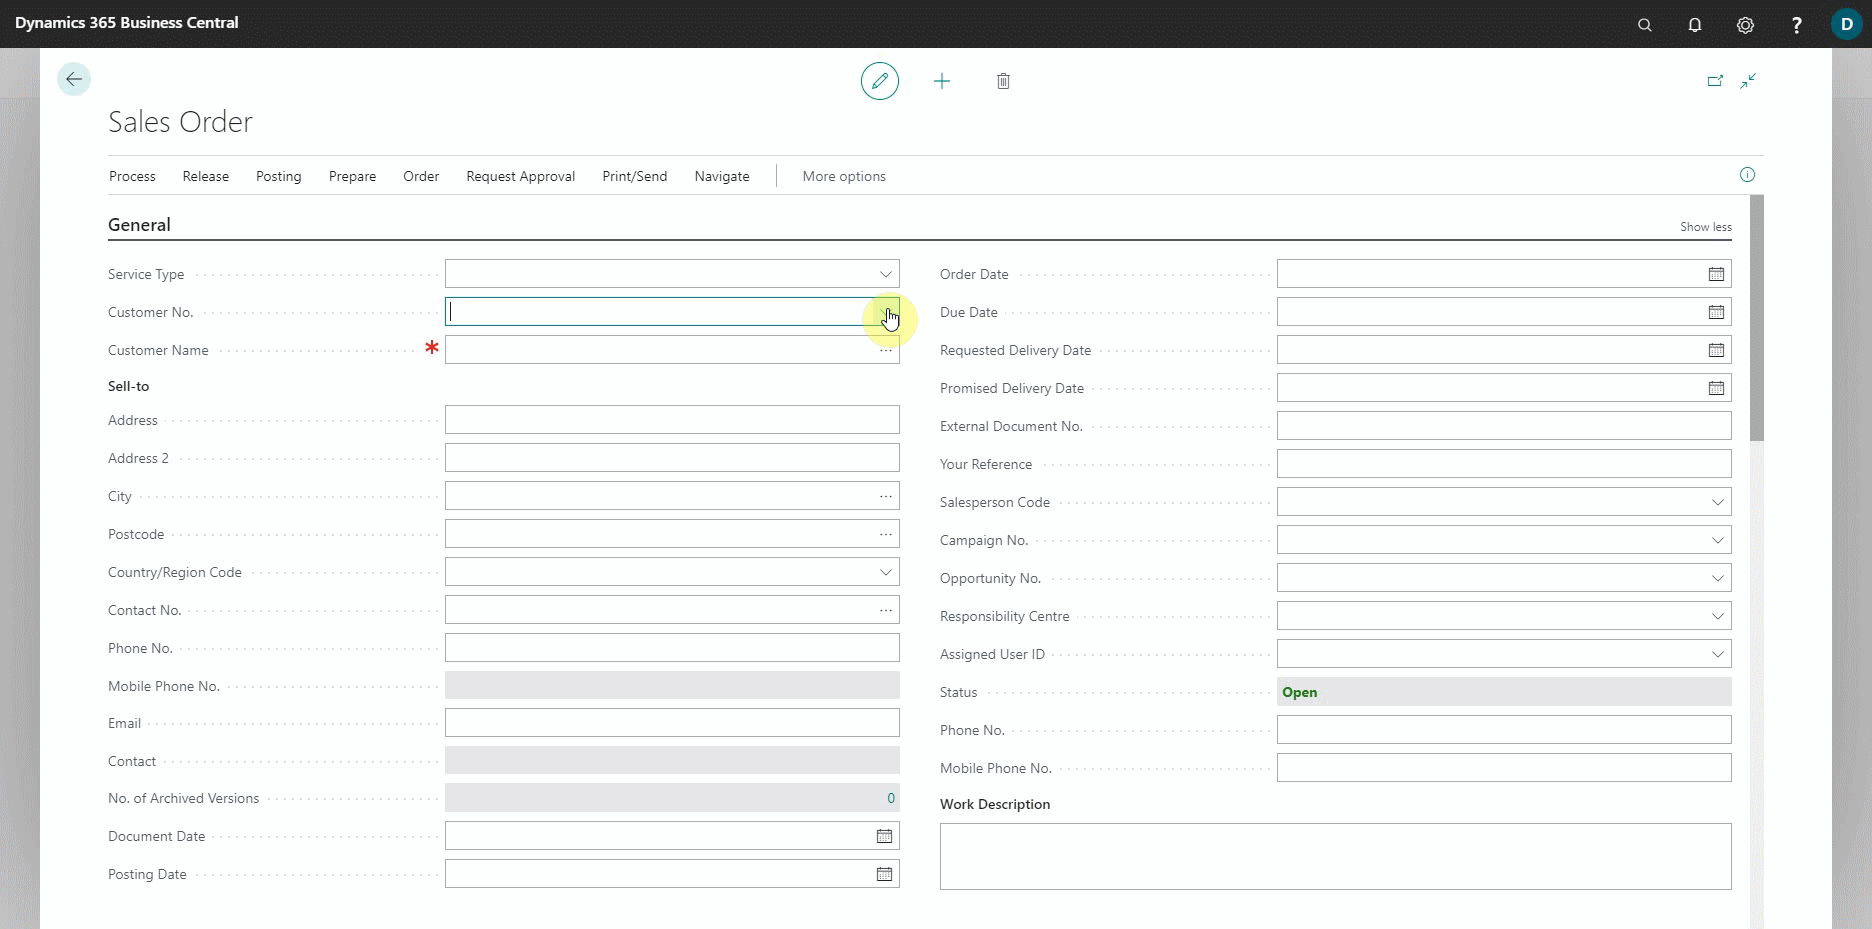 Dynamics 365 Business Central
? D
Sales Order
Process Release Posting Prepare Order Request Approval Print/Send Navigate More options
General Show less
Service Type
Customer No.
Customer Name *
Sell-to
Address
Address 2
City
Postcode
Country/Region Code
Contact No.
Phone No.
Mobile Phone No.
Email
Contact
No. of Archived Versions 0
Document Date
Posting Date
Order Date
Due Date
Requested Delivery Date
Promised Delivery Date
External Document No.
Your Reference
Salesperson Code
Campaign No.
Opportunity No.
Responsibility Centre
Assigned User ID
Status Open
Phone No.
Mobile Phone No.
Work Description